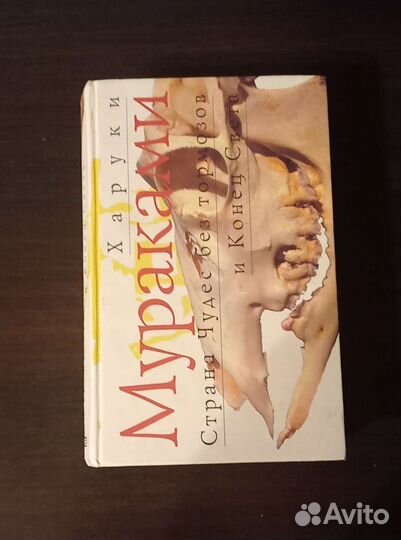 Харуки
Мураками
Страна Чудес без тормозов
и Конец Света
Avito